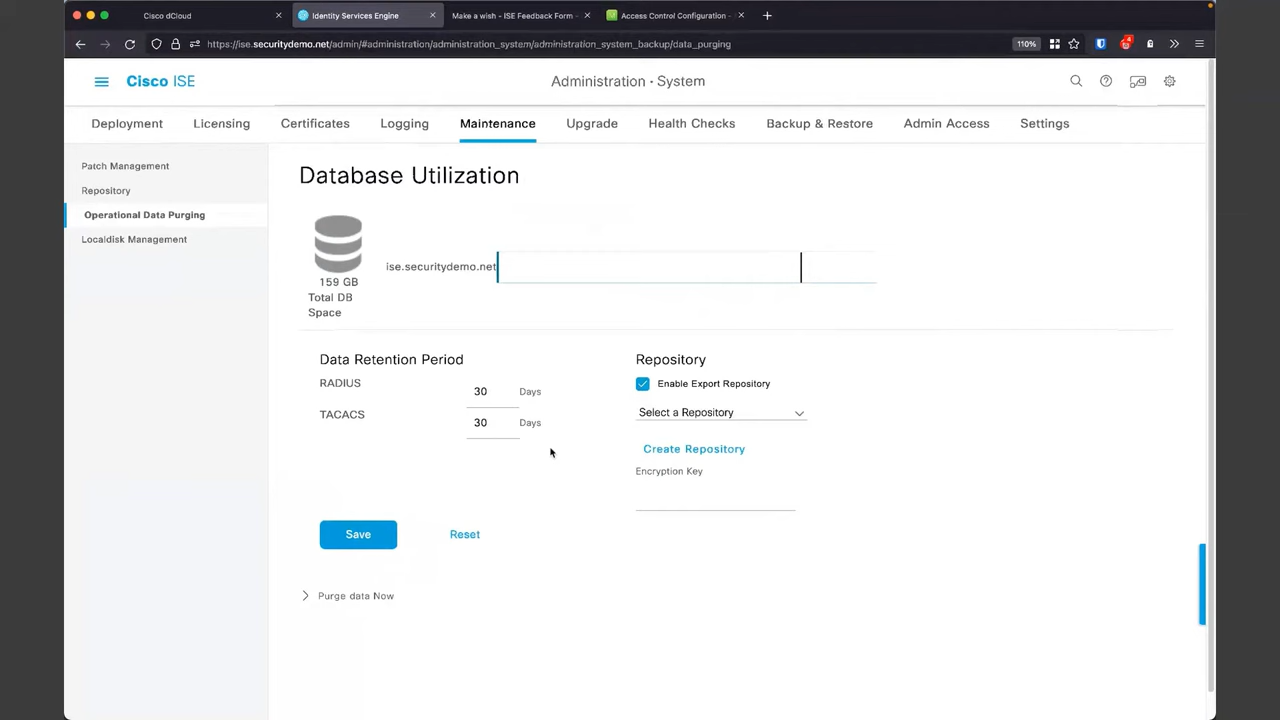 Cisco dCloud
Identity Services Engine
Make a wish - ISE Feedback Form -
Access Control Configuration -
https://ise.securitydemo.net/admin/#administration/administration_system/administration_system_backup/data_purging
110%
4
Cisco ISE
Administration · System
Deployment
Licensing
Certificates
Logging
Maintenance
Upgrade
Health Checks
Backup & Restore
Admin Access
Settings
Patch Management
Repository
Operational Data Purging
Localdisk Management
Database Utilization
159 GB
Total DB
Space
ise.securitydemo.net
Data Retention Period
RADIUS
30 Days
TACACS
30 Days
Repository
Enable Export Repository
Select a Repository
Create Repository
Encryption Key
Save
Reset
Purge data Now